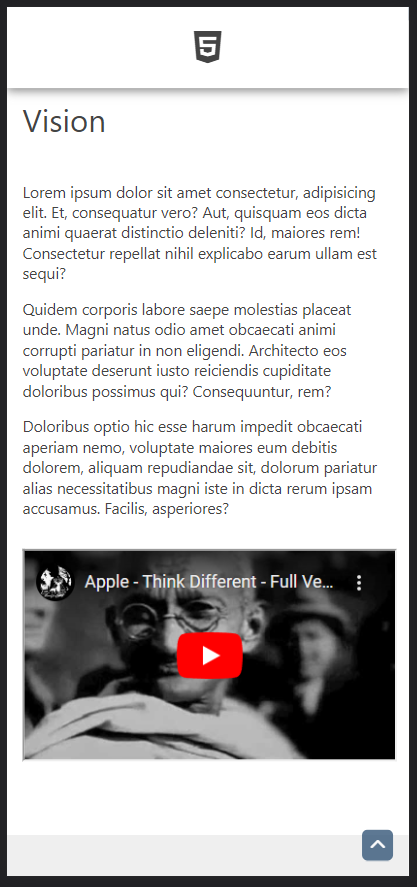 5
Vision
Lorem ipsum dolor sit amet consectetur, adipisicing
elit. Et, consequatur vero? Aut, quisquam eos dicta
animi quaerat distinctio deleniti? Id, maiores rem!
Consectetur repellat nihil explicabo earum ullam est
sequi?
Quidem corporis labore saepe molestias placeat
unde. Magni natus odio amet obcaecati animi
corrupti pariatur in non eligendi. Architecto eos
voluptate deserunt iusto reiciendis cupiditate
doloribus possimus qui? Consequuntur, rem?
Doloribus optio hic esse harum impedit obcaecati
aperiam nemo, voluptate maiores eum debitis
dolorem, aliquam repudiandae sit, dolorum pariatur
alias necessitatibus magni iste in dicta rerum ipsam
accusamus. Facilis, asperiores?
Apple - Think Different - Full Ve...